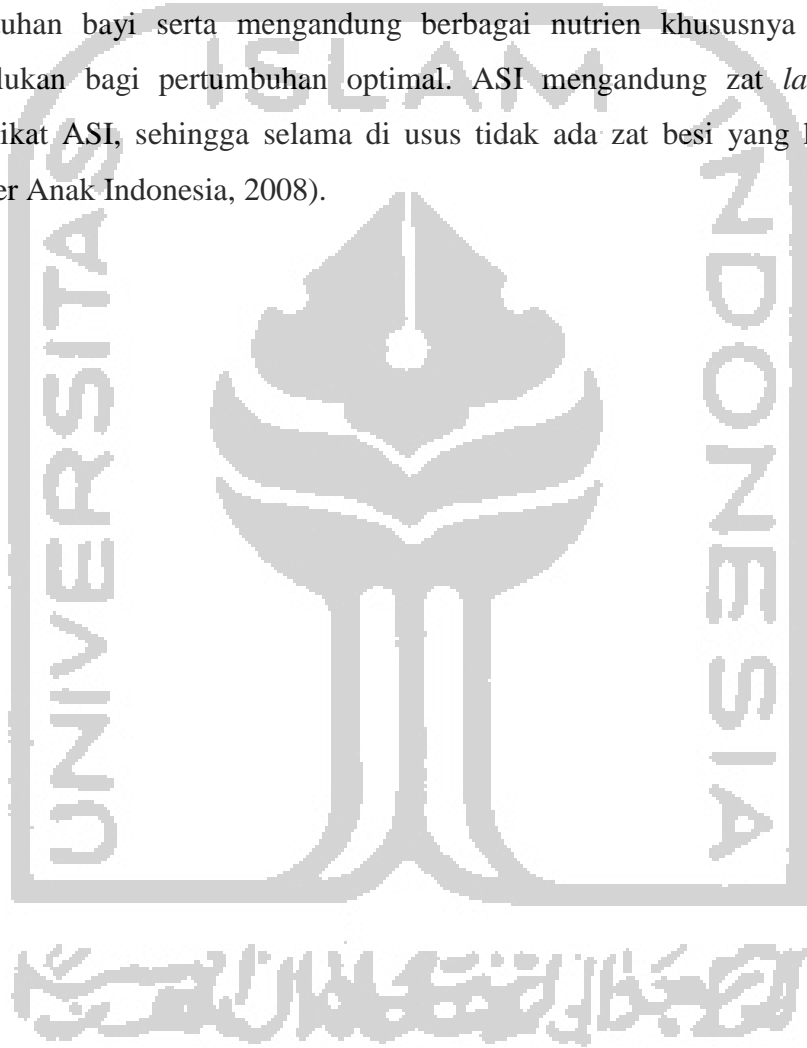 uhan bayi serta mengandung berbagai nutrien khususnya
lukan bagi pertumbuhan optimal. ASI mengandung zat la
ikat ASI, sehingga selama di usus tidak ada zat besi yang
er Anak Indonesia, 2008).
ISLAM
UNIVERSITAS
INDONESIA